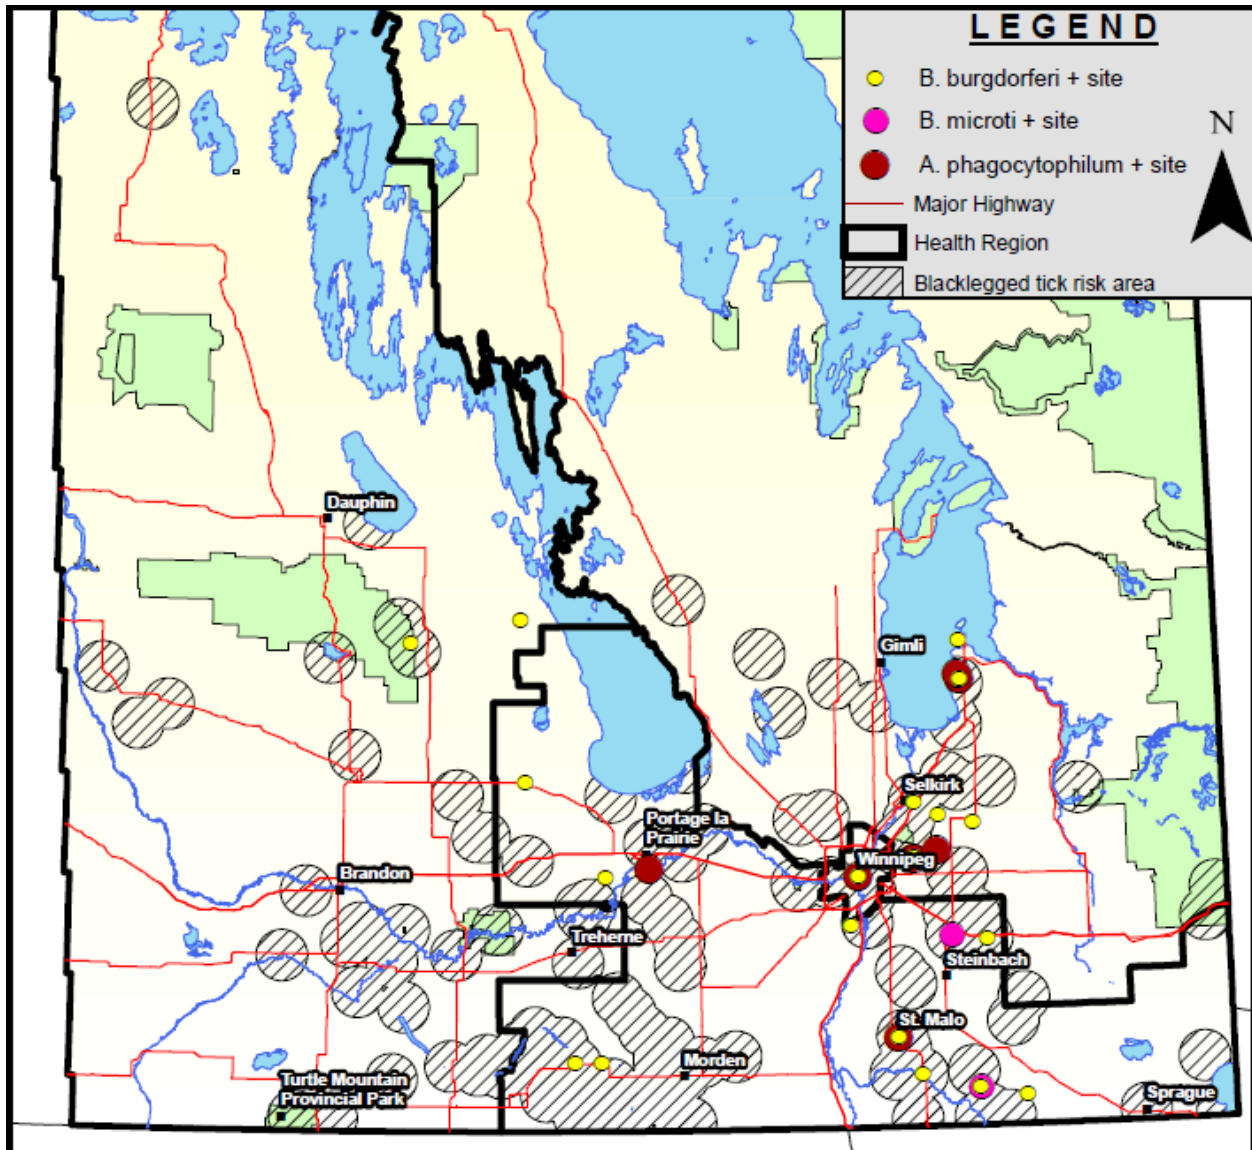 LEGEND
B. burgdorferi + site
B. microti + site
A. phagocytophilum + site
Major Highway
Health Region
Blacklegged tick risk area
N
Dauphin
Gimli
Selkirk
Portage la
Prairie
Winnipeg
Brandon
Treherne
Steinbach
St. Malo
Morden
Turtle Mountain
Provincial Park
Sprague